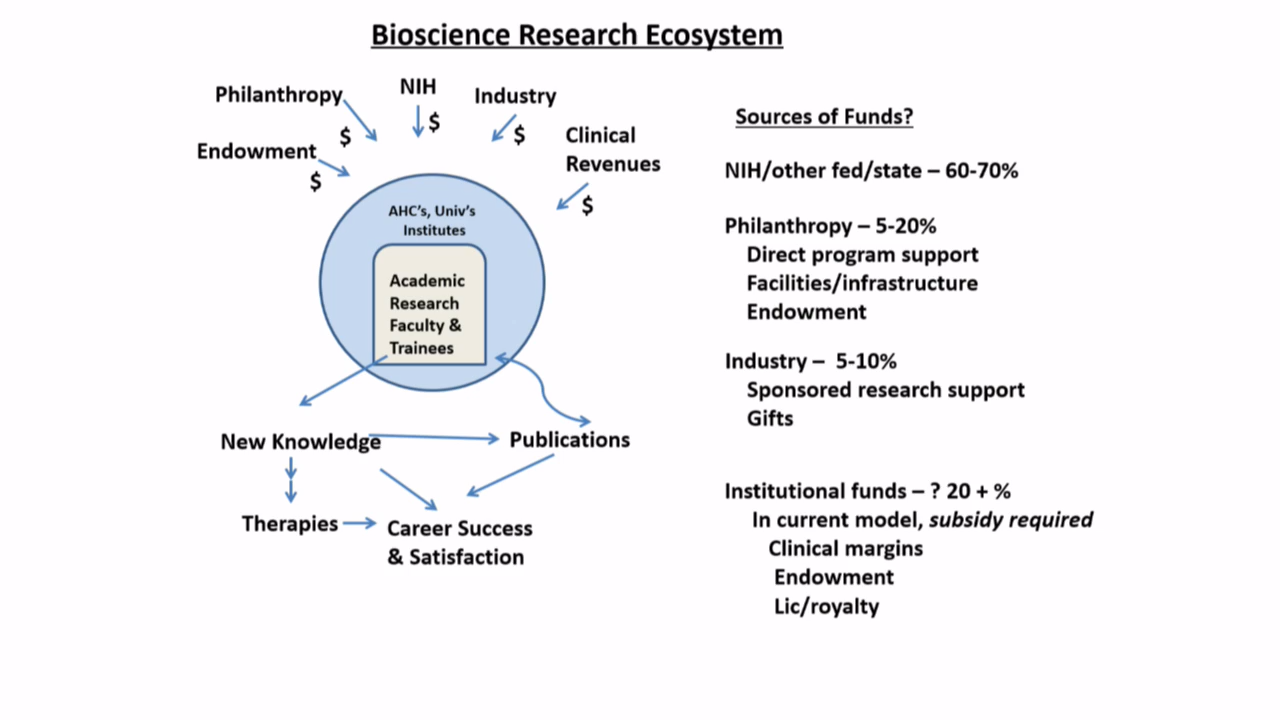 Bioscience Research Ecosystem
Philanthropy
NIH
Industry
$
$
$
Endowment
$
Clinical
Revenues
$
AHC's, Univ's
Institutes
Academic
Research
Faculty &
Trainees
New Knowledge
Publications
Therapies
Career Success
& Satisfaction
Sources of Funds?
NIH/other fed/state – 60-70%
Philanthropy – 5-20%
Direct program support
Facilities/infrastructure
Endowment
Industry –  5-10%
Sponsored research support
Gifts
Institutional funds – ? 20 + %
In current model, subsidy required
Clinical margins
Endowment
Lic/royalty